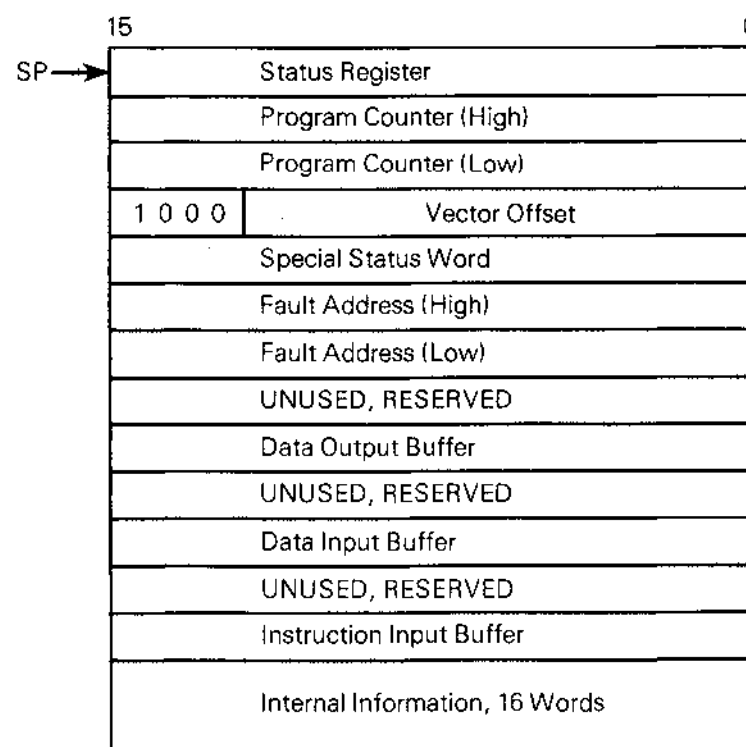 15
SP
Status Register
Program Counter (High)
Program Counter (Low)
1 0 0 0 Vector Offset
Special Status Word
Fault Address (High)
Fault Address (Low)
UNUSED, RESERVED
Data Output Buffer
UNUSED, RESERVED
Data Input Buffer
UNUSED, RESERVED
Instruction Input Buffer
Internal Information, 16 Words